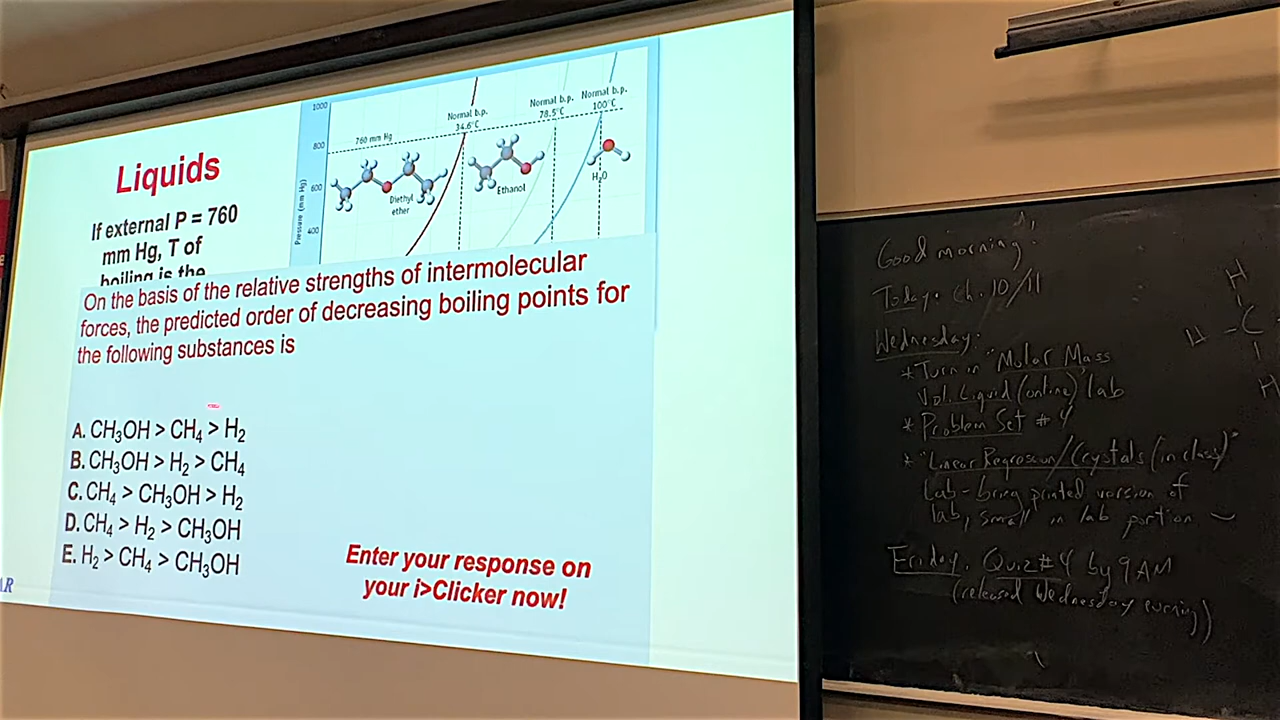 Liquids
If external P = 760
mm Hg, T of
boiling is the
1000
800
600
400
Pressure (mm Hg)
760 mm Hg
Normal b.p.
34.6°C
Normal b.p.
78.5°C
Normal b.p.
100°C
Diethyl
ether
Ethanol
H₂O
On the basis of the relative strengths of intermolecular
forces, the predicted order of decreasing boiling points for
the following substances is
A. CH₃OH > CH₄ > H₂
B. CH₃OH > H₂ > CH₄
C. CH₄ > CH₃OH > H₂
D. CH₄ > H₂ > CH₃OH
E. H₂ > CH₄ > CH₃OH
Enter your response on
your i>Clicker now!
AR
Good morning!
Today: Ch. 10/11
Wednesday:
* Turn in "Molar Mass
Vol. Liquid (online) lab
* Problem Set #4
* "Linear Regression/Crystals (in class)"
Lab - bring printed version of
lab, small in lab portion
Friday. Quiz #4 by 9AM
(released Wednesday evening)
H
H - C
H